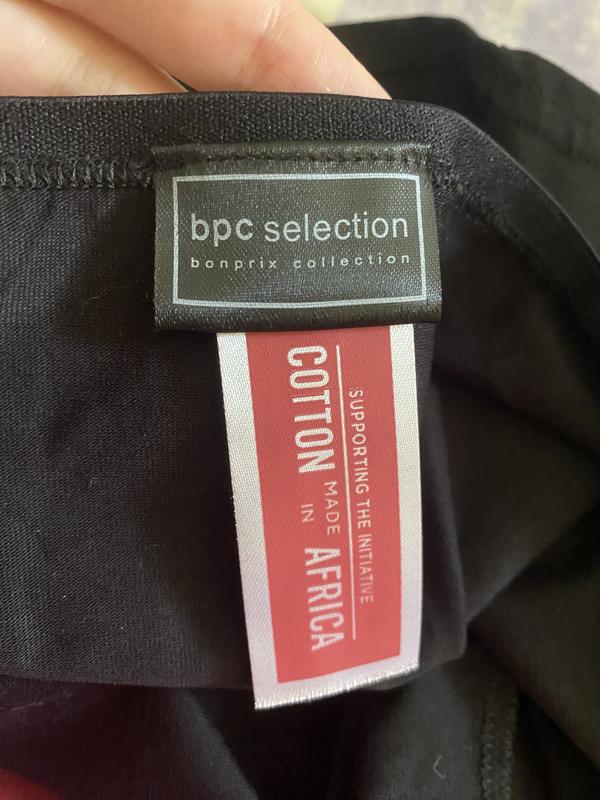 bpc selection
bonprix collection
SUPPORTING THE INITIATIVE
COTTON MADE IN AFRICA